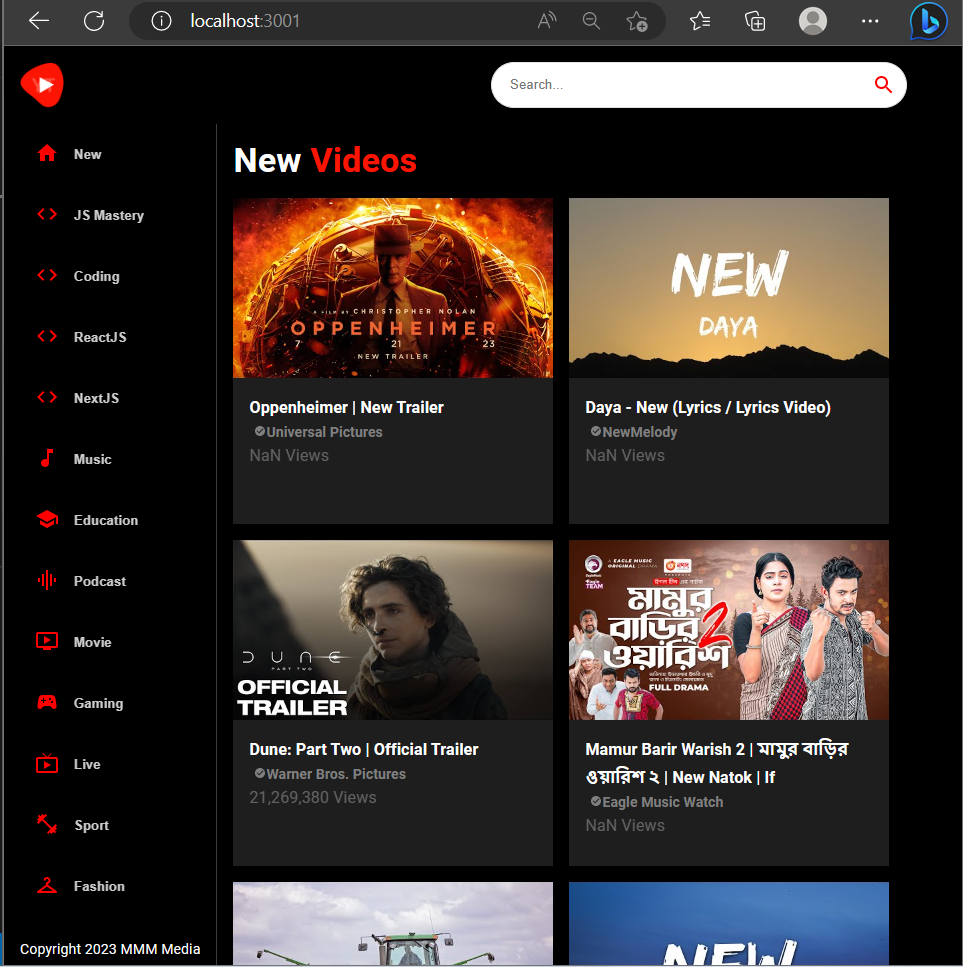 localhost:3001
Search...
New
JS Mastery
Coding
ReactJS
NextJS
Music
Education
Podcast
Movie
Gaming
Live
Sport
Fashion
Copyright 2023 MMM Media
New Videos
A FILM BY CHRISTOPHER NOLAN
OPPENHEIMER
7 21 23
NEW TRAILER
Oppenheimer | New Trailer
Universal Pictures
NaN Views
NEW
DAYA
Daya - New (Lyrics / Lyrics Video)
NewMelody
NaN Views
DUNE
PART TWO
OFFICIAL
TRAILER
Dune: Part Two | Official Trailer
Warner Bros. Pictures
21,269,380 Views
A EAGLE MUSIC
ORIGINAL DRAMA
TEAM
মামুর
বাড়ির 2
ওয়ারিশ
FULL DRAMA
Mamur Barir Warish 2 | মামুর বাড়ির
ওয়ারিশ ২ | New Natok | If
Eagle Music Watch
NaN Views
NEW